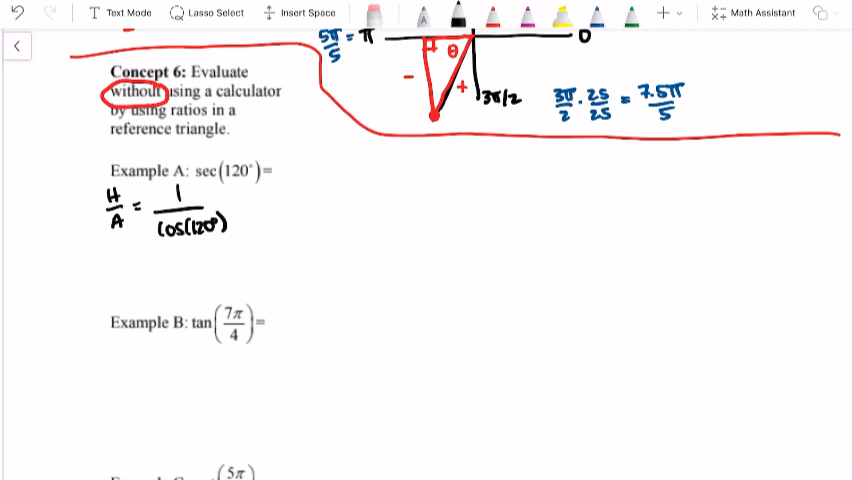 Text Mode Lasso Select Insert Space Math Assistant
5π/5 = π 0
θ
- +
3π/2 3π/2 · 2.5/2.5 = 7.5π/5
Concept 6: Evaluate
without using a calculator
by using ratios in a
reference triangle.
Example A: sec(120°)=
H/A = 1/cos(120°)
Example B: tan(7π/4)=
(5π)